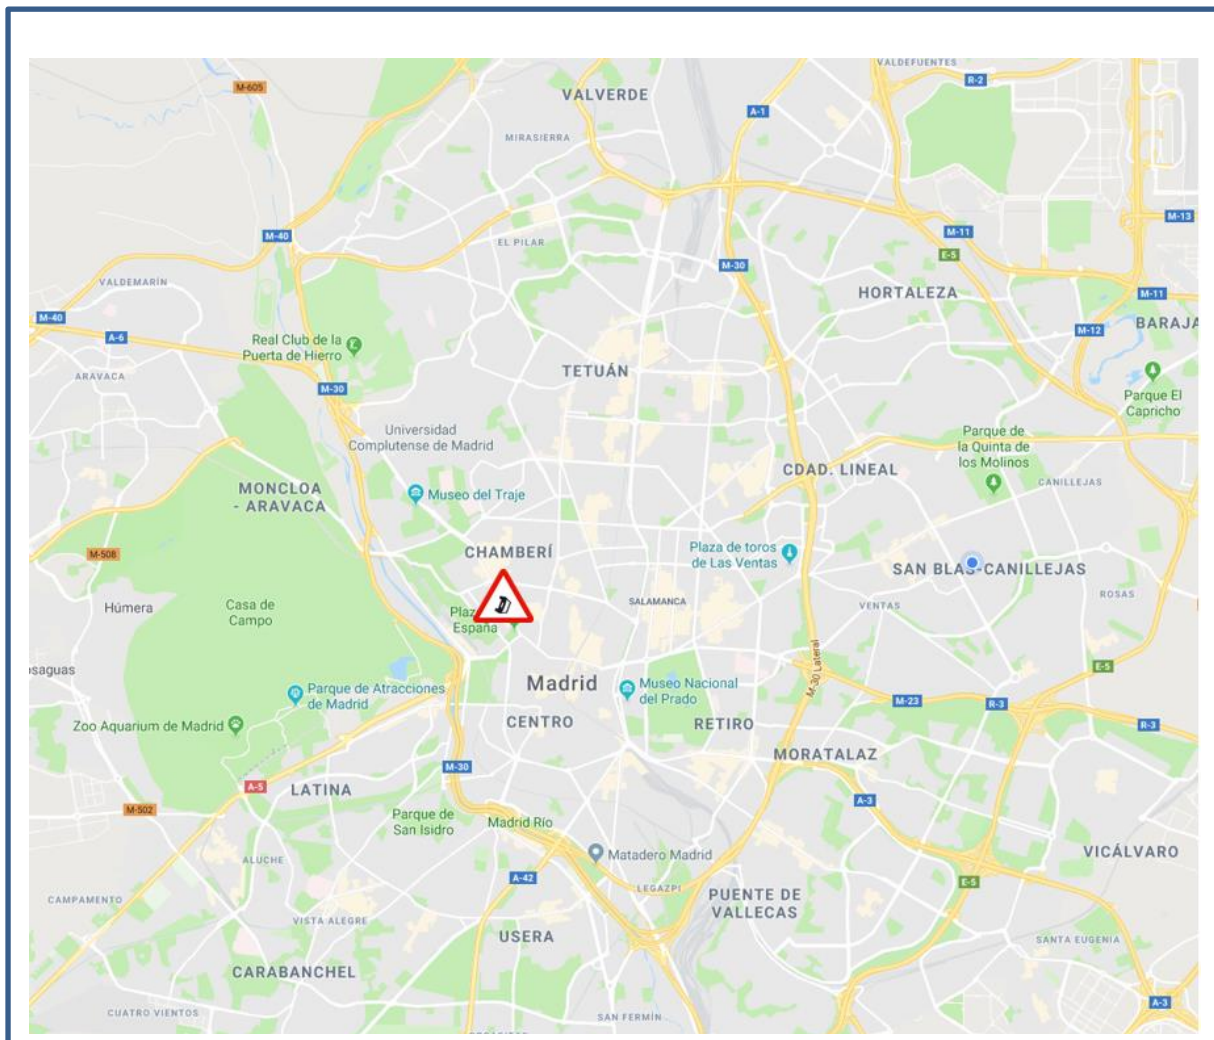 VALDEFUENTES
R-2
M-605
VALVERDE
A-1
MIRASIERRA
M-13
M-40
EL PILAR
M-11
E-5
M-30
VALDEMARÍN
HORTALEZA
M-11
M-40
A-6
M-12
BARAJA
Real Club de la
Puerta de Hierro
ARAVACA
TETUÁN
M-30
Parque El
Capricho
Universidad
Complutense de Madrid
Parque de
la Quinta de
los Molinos
CDAD. LINEAL
CANILLEJAS
MONCLOA
- ARAVACA
Museo del Traje
M-508
CHAMBERÍ
Plaza de toros
de Las Ventas
SAN BLAS-CANILLEJAS
Húmera
Casa de
Campo
SALAMANCA
VENTAS
ROSAS
Plaz
España
osaguas
M-30 Lateral
E-5
Parque de Atracciones
de Madrid
Madrid
Museo Nacional
del Prado
M-23
R-3
Zoo Aquarium de Madrid
CENTRO
RETIRO
R-3
MORATALAZ
M-30
A-5
LATINA
M-502
A-3
Parque de
San Isidro
Madrid Río
Matadero Madrid
VICÁLVARO
ALUCHE
A-42
LEGAZPI
E-5
CAMPAMENTO
PUENTE DE
VALLECAS
VISTA ALEGRE
USERA
SANTA EUGENIA
CARABANCHEL
A-3
CUATRO VIENTOS
SAN FERMÍN